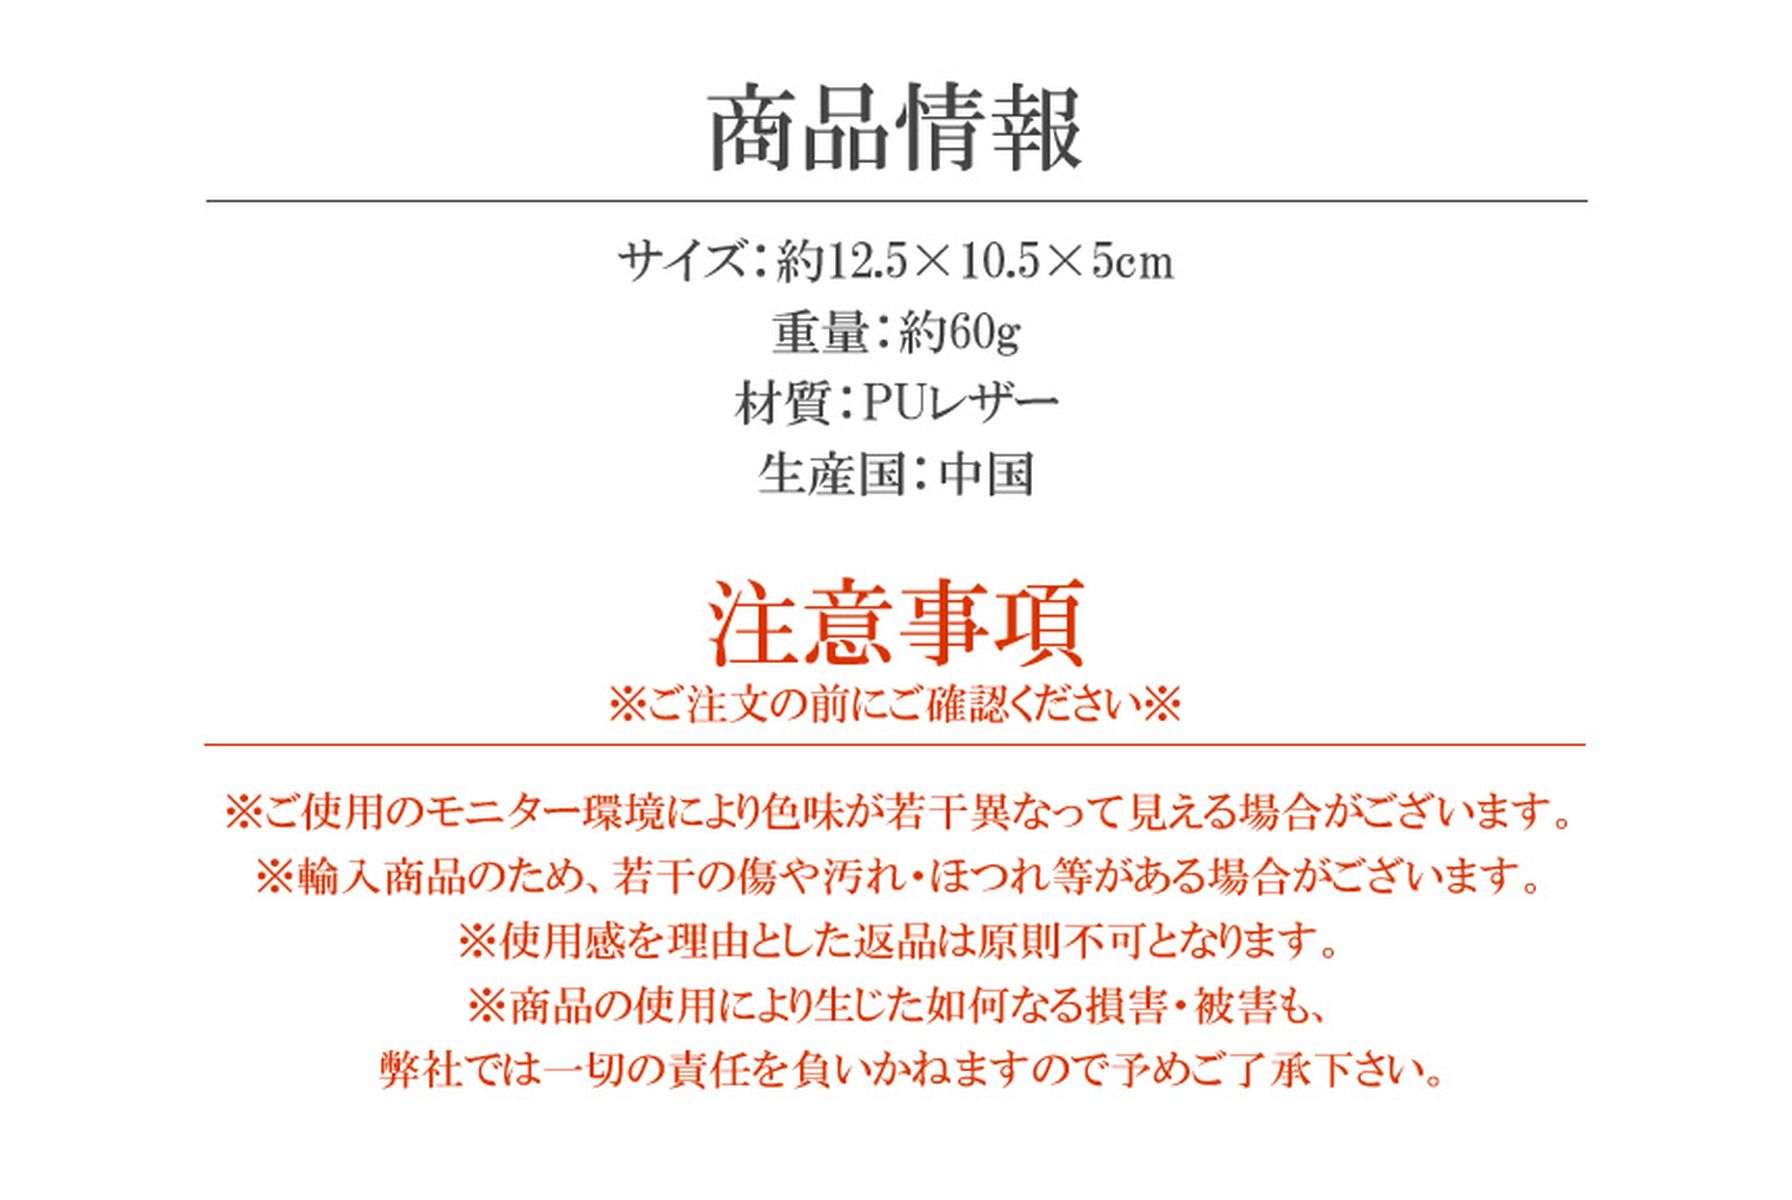 商品情報
サイズ：約12.5×10.5×5cm
重量：約60g
材質：PUレザー
生産国：中国
注意事項
※ご注文の前にご確認ください※
※ご使用のモニター環境により色味が若干異なって見える場合がございます。
※輸入商品のため、若干の傷や汚れ・ほつれ等がある場合がございます。
※使用感を理由とした返品は原則不可となります。
※商品の使用により生じた如何なる損害・被害も、
弊社では一切の責任を負いかねますので予めご了承下さい。